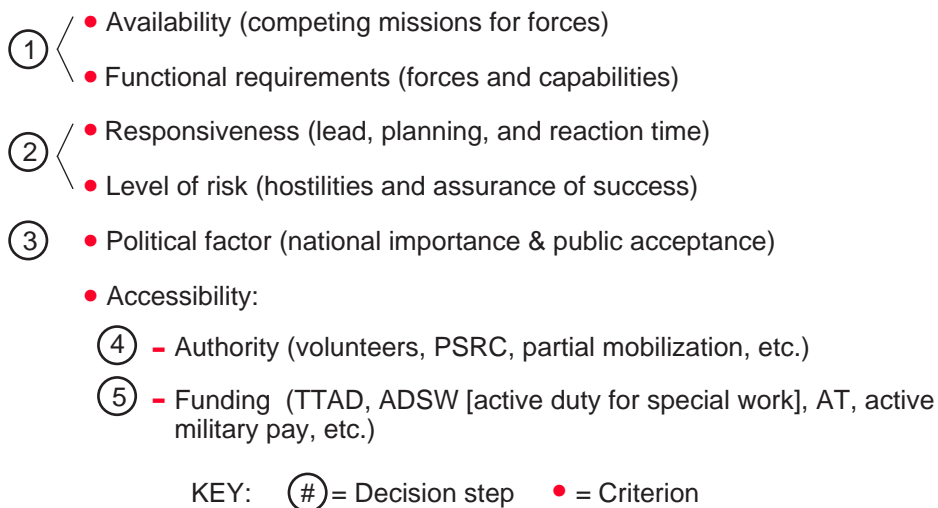 1
• Availability (competing missions for forces)
• Functional requirements (forces and capabilities)
2
• Responsiveness (lead, planning, and reaction time)
• Level of risk (hostilities and assurance of success)
3 • Political factor (national importance & public acceptance)
• Accessibility:
4 - Authority (volunteers, PSRC, partial mobilization, etc.)
5 - Funding (TTAD, ADSW [active duty for special work], AT, active
military pay, etc.)
KEY: # = Decision step • = Criterion